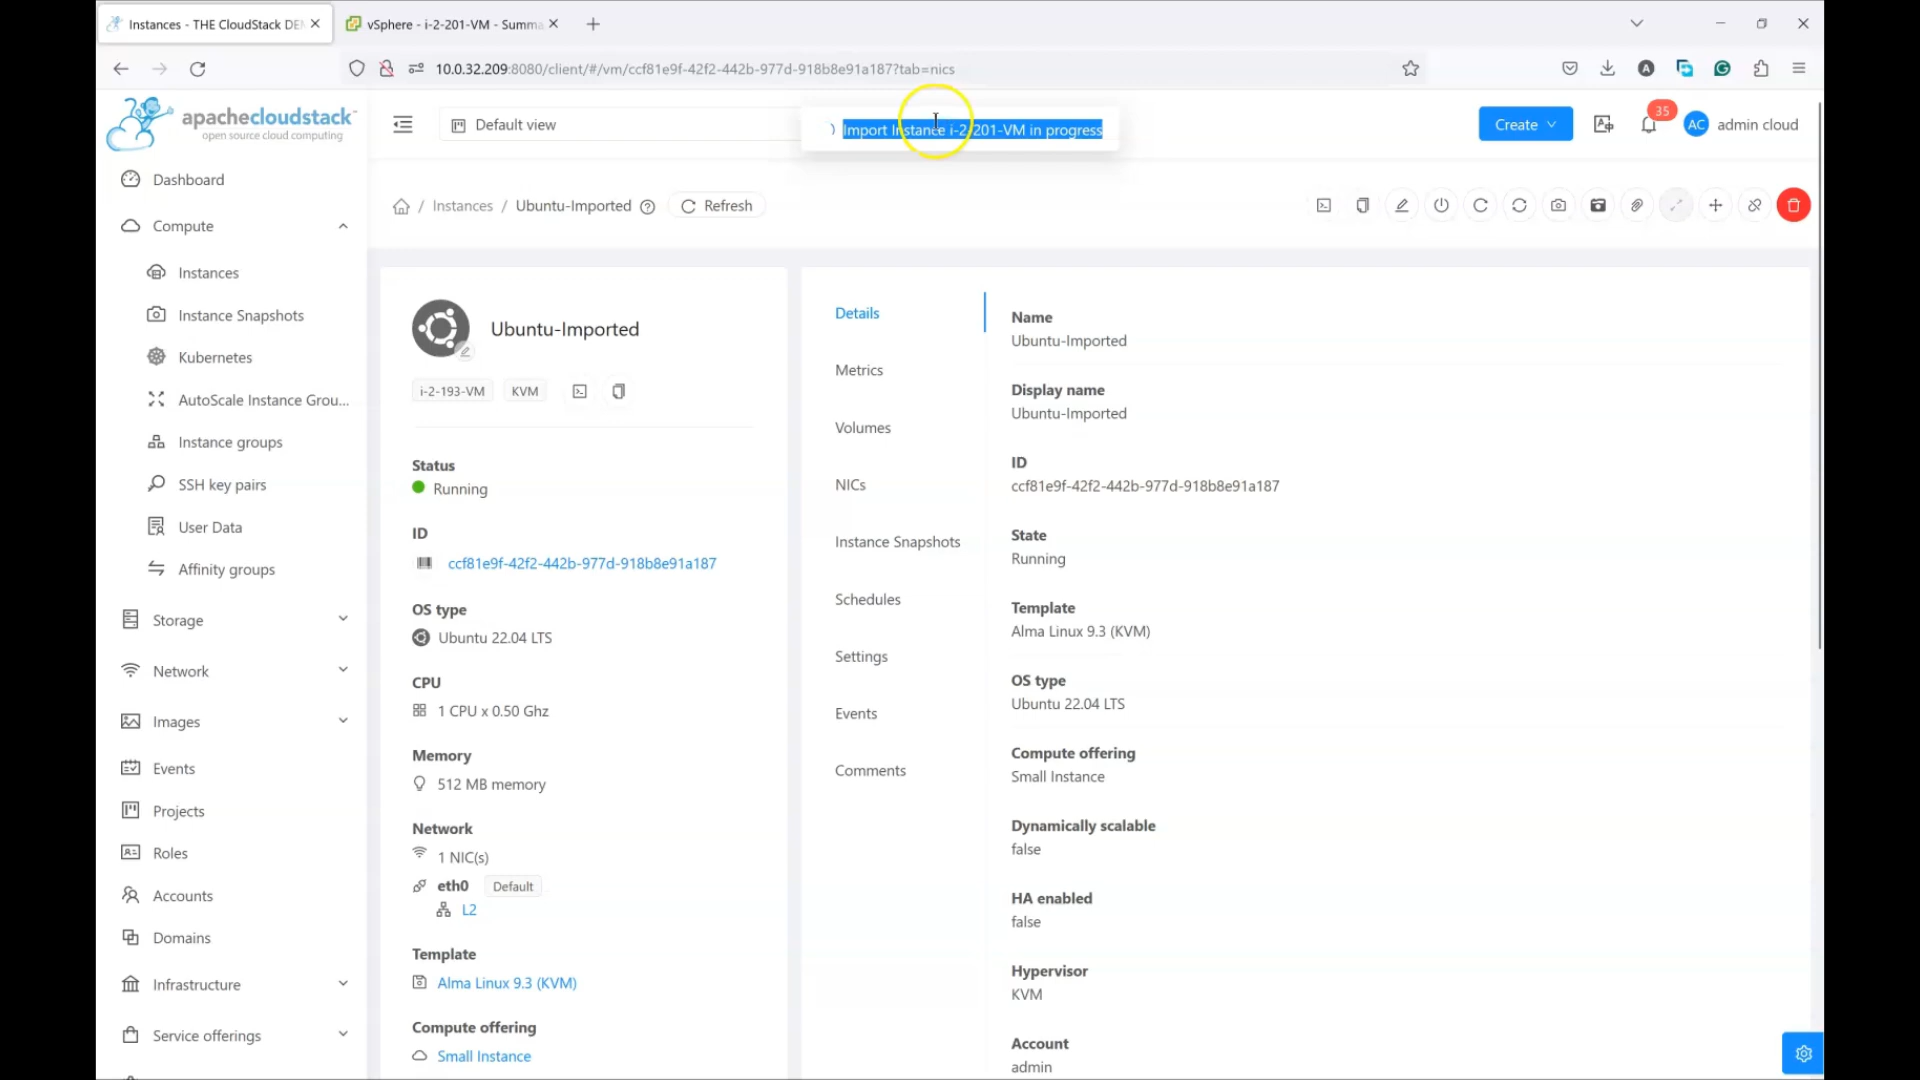 Instances - THE CloudStack DE
vSphere - i-2-201-VM - Summa
10.0.32.209:8080/client/#/vm/ccf81e9f-42f2-442b-977d-918b8e91a187?tab=nics
apachecloudstack
open source cloud computing
Default view
Import Instance i-2-201-VM in progress
Create
35
AC
admin cloud
/ Instances / Ubuntu-Imported
Refresh
Dashboard
Compute
Instances
Instance Snapshots
Kubernetes
AutoScale Instance Grou...
Instance groups
SSH key pairs
User Data
Affinity groups
Storage
Network
Images
Events
Projects
Roles
Accounts
Domains
Infrastructure
Service offerings
Ubuntu-Imported
i-2-193-VM
KVM
Status
Running
ID
ccf81e9f-42f2-442b-977d-918b8e91a187
OS type
Ubuntu 22.04 LTS
CPU
1 CPU x 0.50 Ghz
Memory
512 MB memory
Network
1 NIC(s)
eth0 Default
L2
Template
Alma Linux 9.3 (KVM)
Compute offering
Small Instance
Details
Metrics
Volumes
NICs
Instance Snapshots
Schedules
Settings
Events
Comments
Name
Ubuntu-Imported
Display name
Ubuntu-Imported
ID
ccf81e9f-42f2-442b-977d-918b8e91a187
State
Running
Template
Alma Linux 9.3 (KVM)
OS type
Ubuntu 22.04 LTS
Compute offering
Small Instance
Dynamically scalable
false
HA enabled
false
Hypervisor
KVM
Account
admin